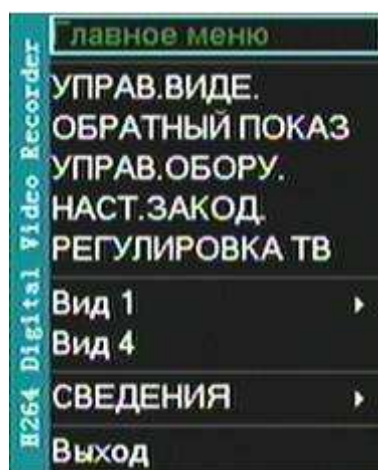 H264 Digital Video Recorder
Главное меню
УПРАВ.ВИДЕ.
ОБРАТНЫЙ ПОКАЗ
УПРАВ.ОБОРУ.
НАСТ.ЗАКОД.
РЕГУЛИРОВКА ТВ
Вид 1
Вид 4
СВЕДЕНИЯ
Выход